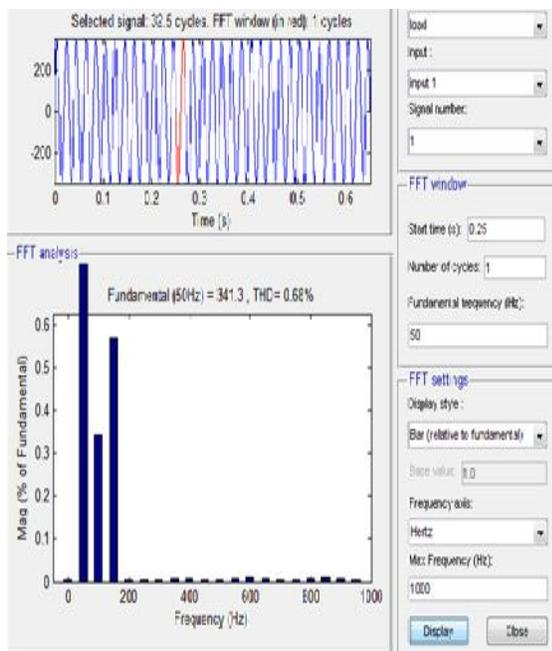 Selected signal: 32.5 cycles. FFT window (in red): 1 cycles
200
0
-200
0 0.1 0.2 0.3 0.4 0.5 0.6
Time (s)
FFT analysis
Fundamental (50Hz) = 341.3 , THD= 0.68%
0.6
0.5
0.4
0.3
0.2
0.1
0
Mag (% of Fundamental)
0 200 400 600 800 1000
Frequency (Hz)
load
Input :
input 1
Signal number:
1
FFT window
Start time (s): 0.25
Number of cycles: 1
Fundamental frequency (Hz):
50
FFT settings
Display style :
Bar (relative to fundamental)
Base value: 1.0
Frequency axis:
Hertz
Max Frequency (Hz):
1000
Display Close